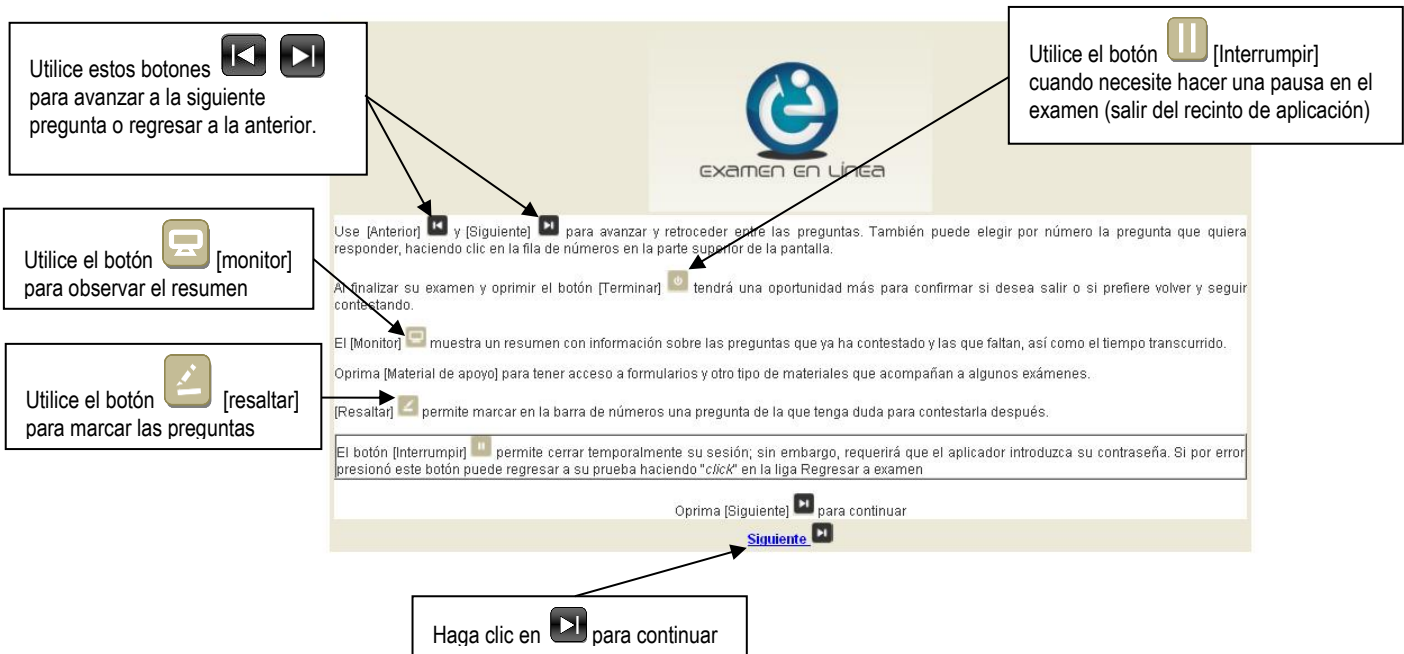 Utilice estos botones
para avanzar a la siguiente
pregunta o regresar a la anterior.
Utilice el botón [Interrumpir]
cuando necesite hacer una pausa en el
examen (salir del recinto de aplicación)
examen en línea
Utilice el botón [monitor]
para observar el resumen
Utilice el botón [resaltar]
para marcar las preguntas
Use [Anterior] y [Siguiente] para avanzar y retroceder entre las preguntas. También puede elegir por número la pregunta que quiera
responder, haciendo clic en la fila de números en la parte superior de la pantalla.
Al finalizar su examen y oprimir el botón [Terminar] tendrá una oportunidad más para confirmar si desea salir o si prefiere volver y seguir
contestando.
El [Monitor] muestra un resumen con información sobre las preguntas que ya ha contestado y las que faltan, así como el tiempo transcurrido.
Oprima [Material de apoyo] para tener acceso a formularios y otro tipo de materiales que acompañan a algunos exámenes.
[Resaltar] permite marcar en la barra de números una pregunta de la que tenga duda para contestarla después.
El botón [Interrumpir] permite cerrar temporalmente su sesión; sin embargo, requerirá que el aplicador introduzca su contraseña. Si por error
presionó este botón puede regresar a su prueba haciendo "click" en la liga Regresar a examen
Oprima [Siguiente] para continuar
Siguiente
Haga clic en para continuar